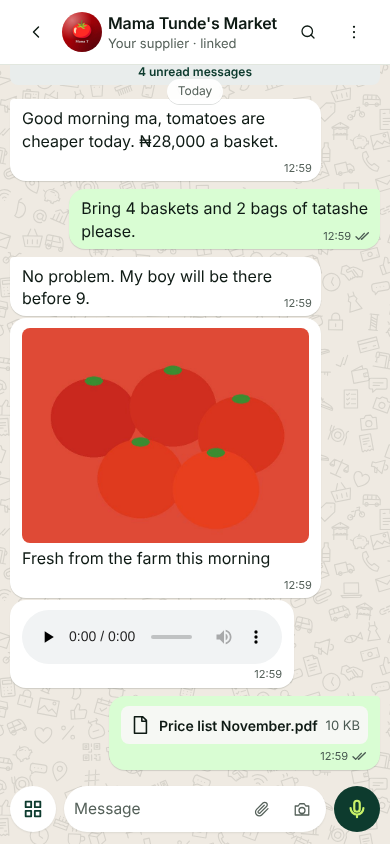 Mama Tunde's Market
Your supplier · linked
4 unread messages
Today
Good morning ma, tomatoes are
cheaper today. ₦28,000 a basket.
12:59
Bring 4 baskets and 2 bags of tatashe
please.
12:59
No problem. My boy will be there
before 9.
12:59
Fresh from the farm this morning
12:59
0:00 / 0:00
12:59
Price list November.pdf 10 KB
12:59
Message